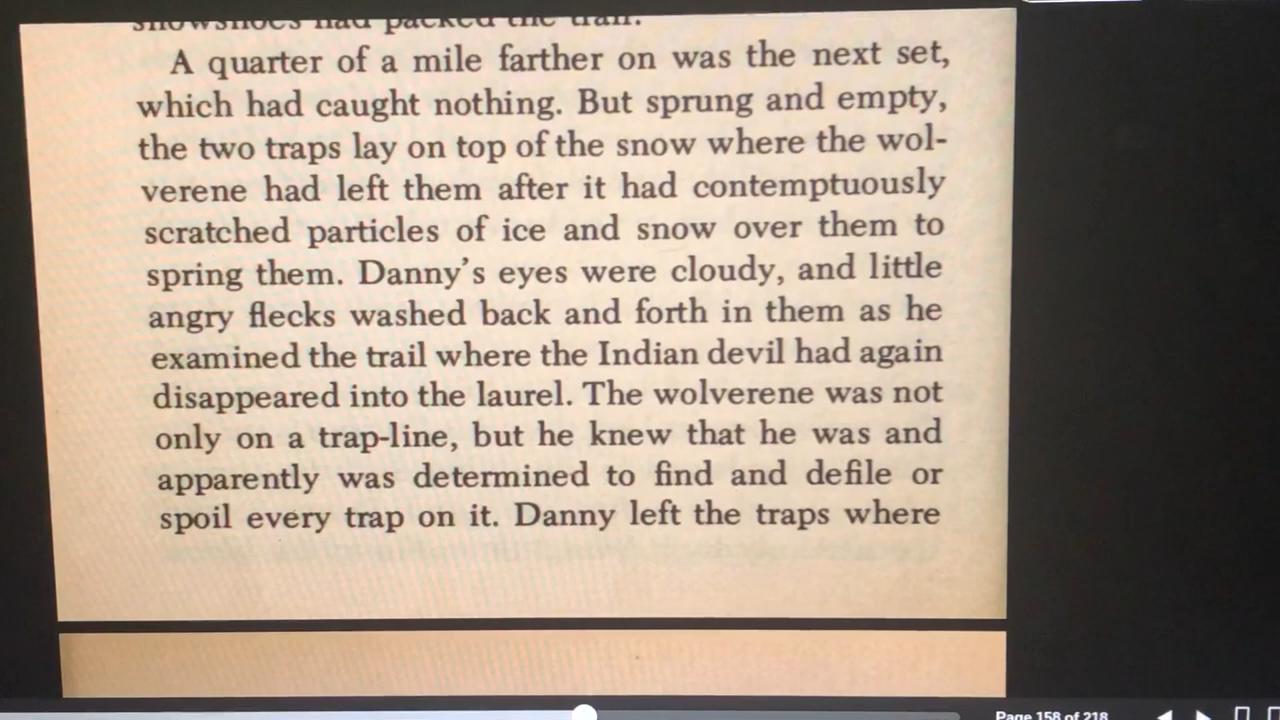 snowshoes had packed the trail.
A quarter of a mile farther on was the next set,
which had caught nothing. But sprung and empty,
the two traps lay on top of the snow where the wol-
verene had left them after it had contemptuously
scratched particles of ice and snow over them to
spring them. Danny's eyes were cloudy, and little
angry flecks washed back and forth in them as he
examined the trail where the Indian devil had again
disappeared into the laurel. The wolverene was not
only on a trap-line, but he knew that he was and
apparently was determined to find and defile or
spoil every trap on it. Danny left the traps where
Page 158 of 218